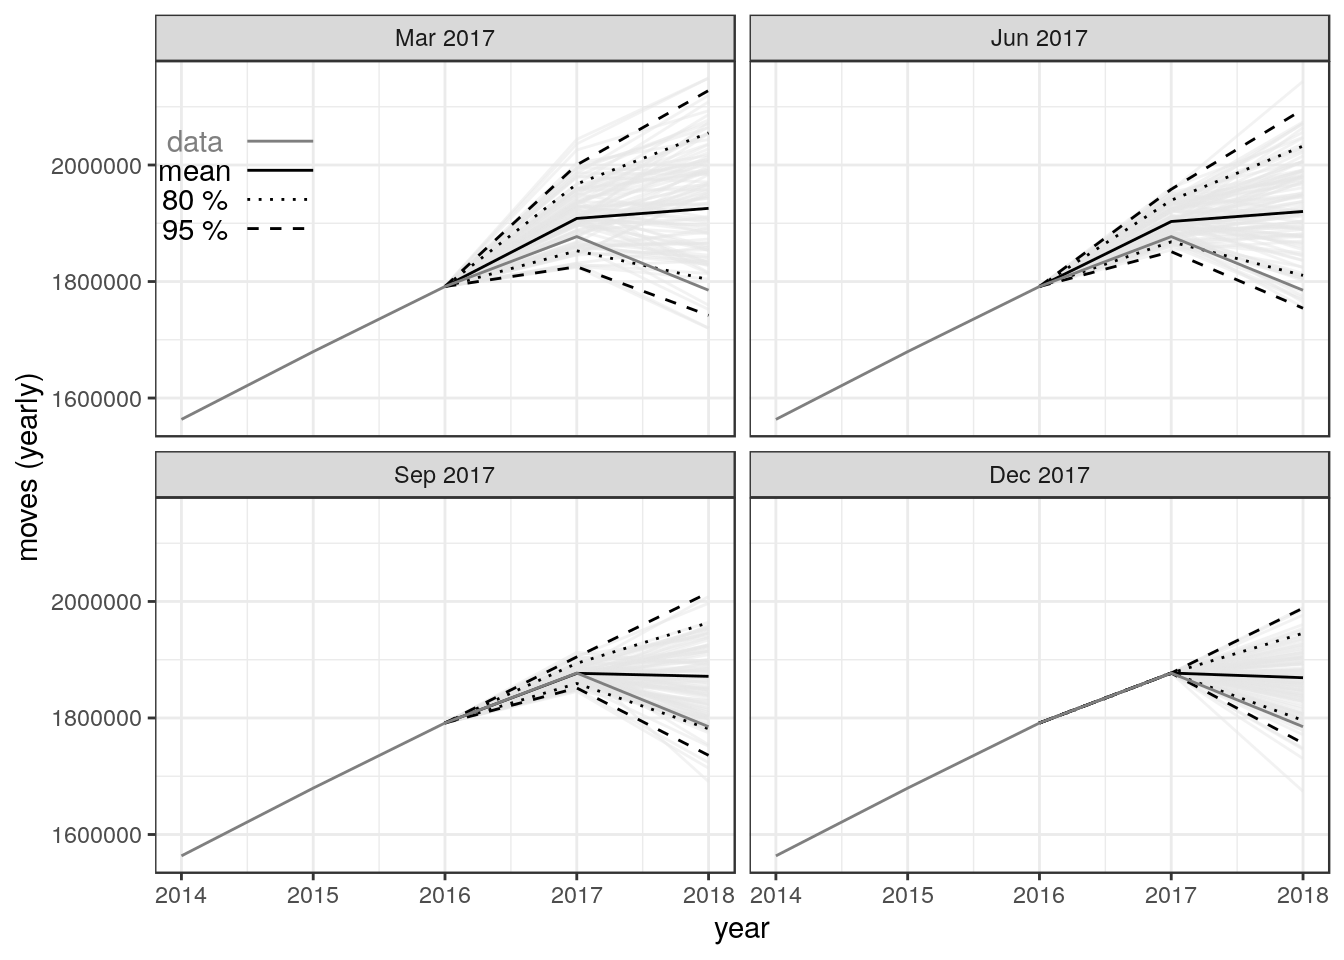 Mar 2017
Jun 2017
data
mean
80 %
95 %
2000000
1800000
1600000
moves (yearly)
Sep 2017
Dec 2017
2000000
1800000
1600000
2014 2015 2016 2017 2018 2014 2015 2016 2017 2018
year